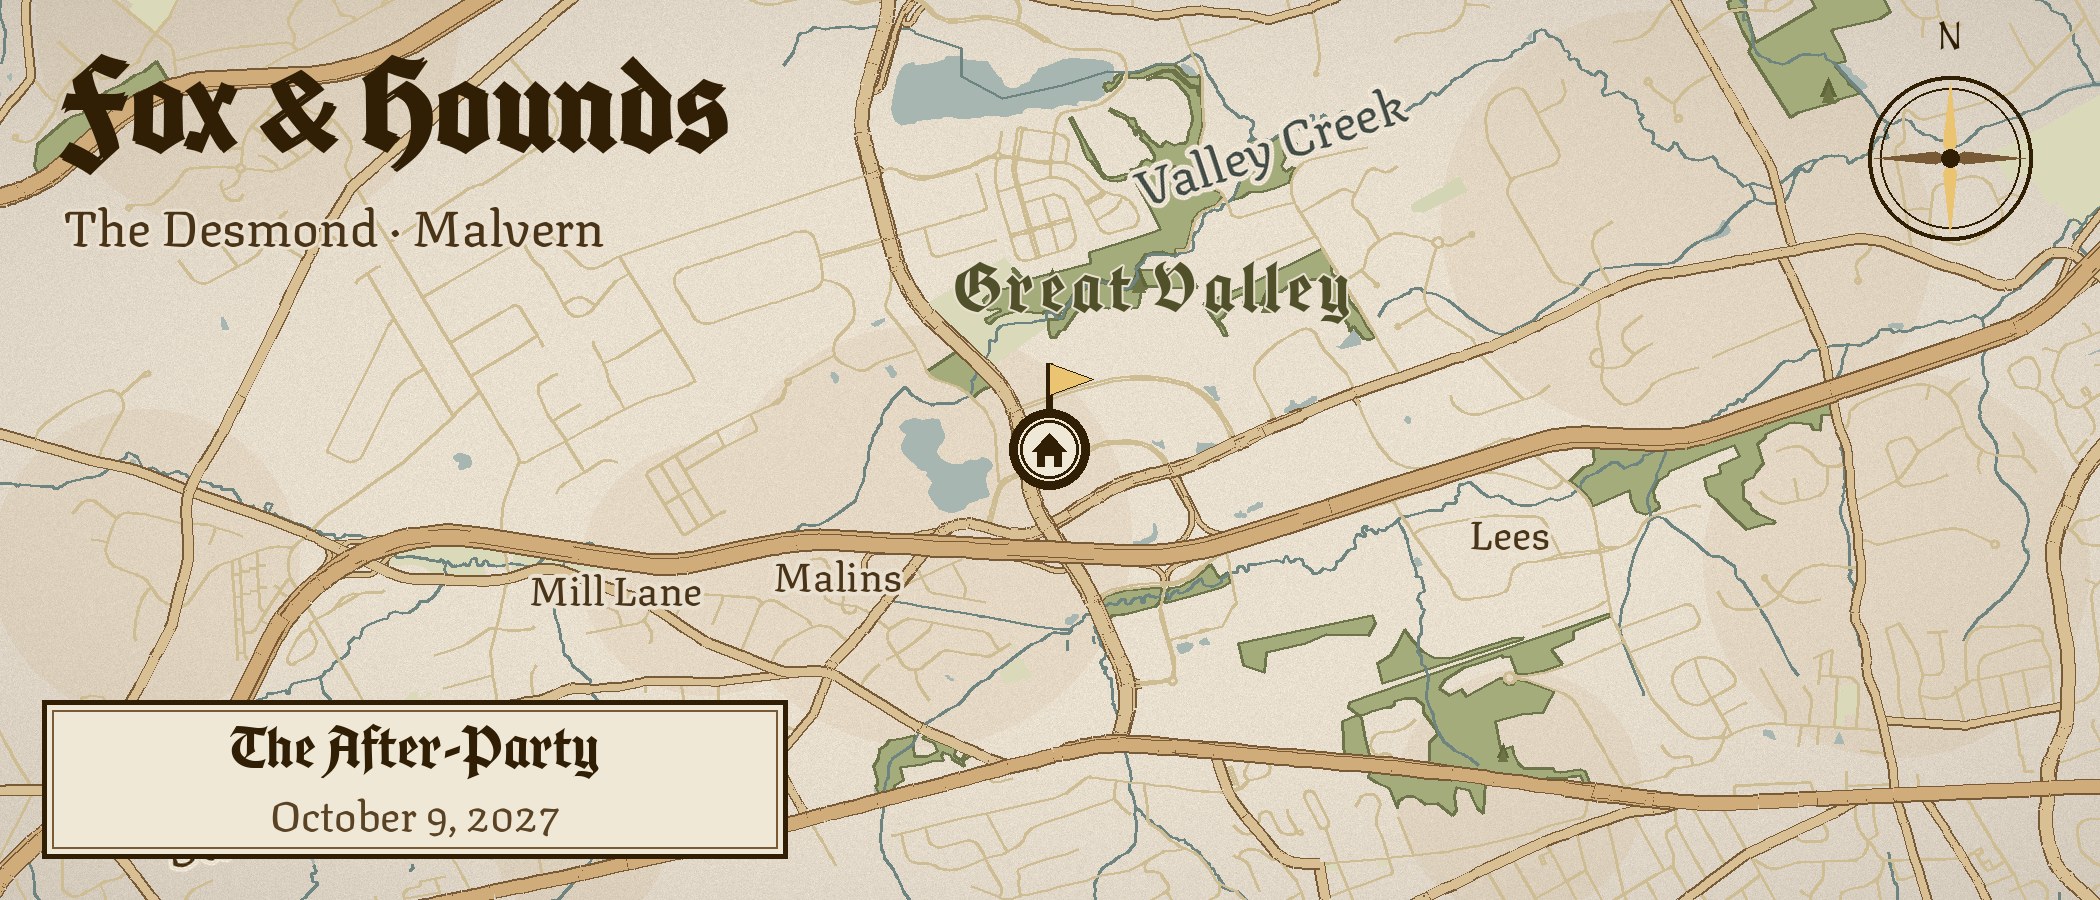 Fox & Hounds
The Desmond · Malvern
N
Valley Creek
Great Valley
Lees
Malins
Mill Lane
The After-Party
October 9, 2027